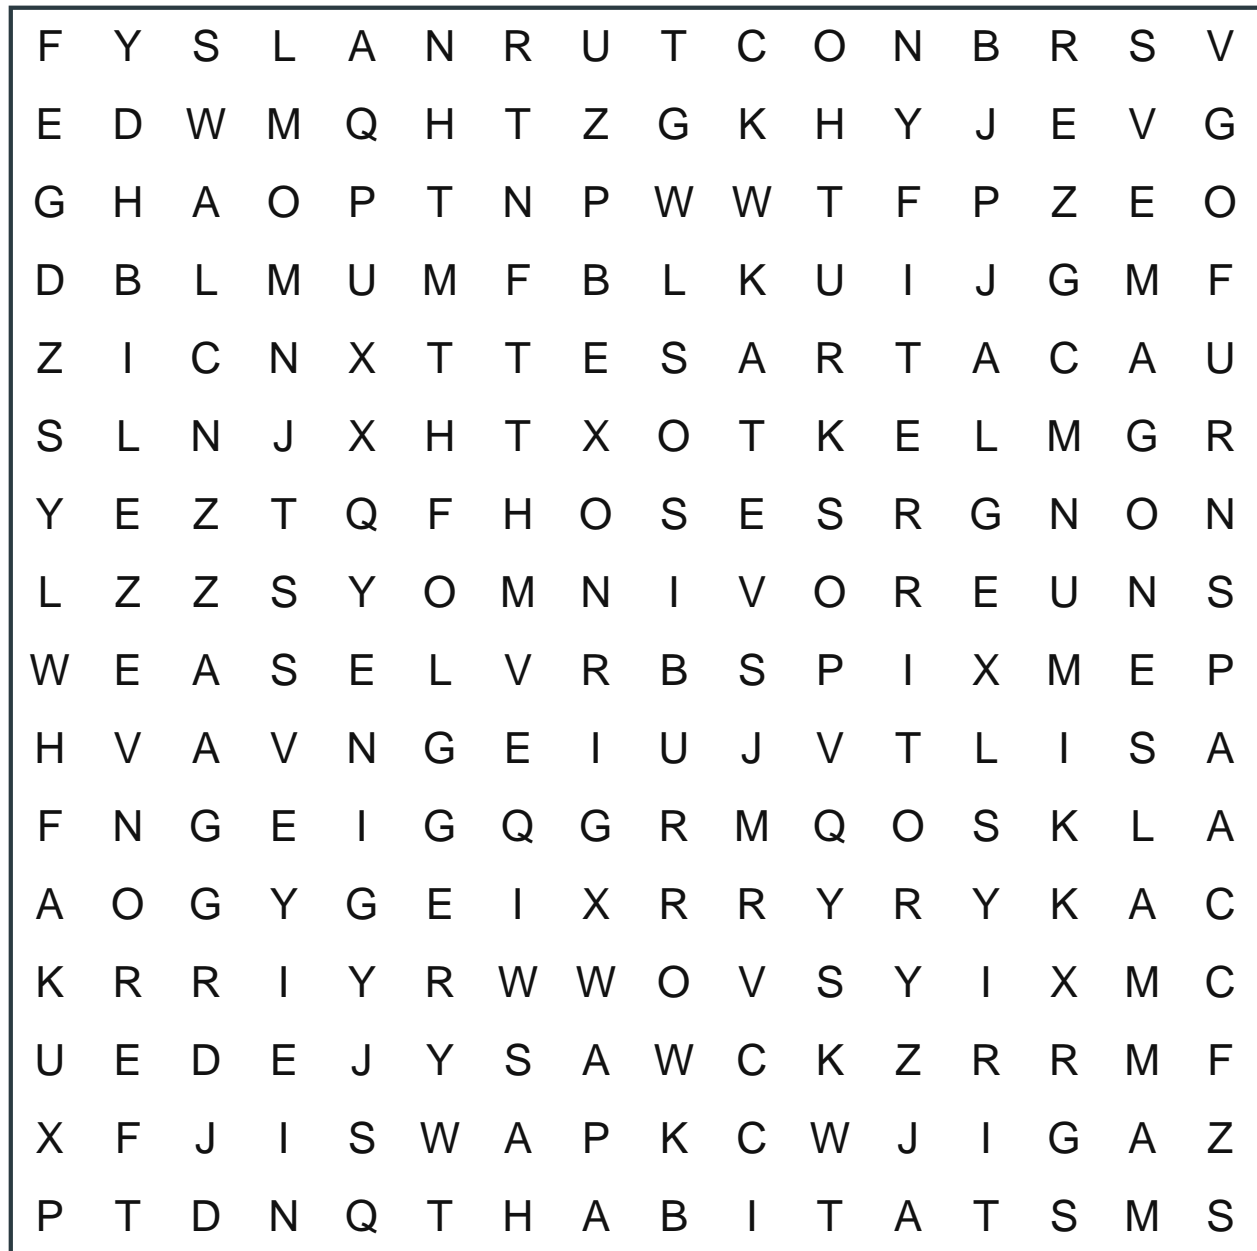 F Y S L A N R U T C O N B R S V
E D W M Q H T Z G K H Y J E V G
G H A O P T N P W W T F P Z E O
D B L M U M F B L K U I J G M F
Z I C N X T T E S A R T A C A U
S L N J X H T X O T K E L M G R
Y E Z T Q F H O S E S R G N O N
L Z Z S Y O M N I V O R E U N S
W E A S E L V R B S P I X M E P
H V A V N G E I U J V T L I S A
F N G E I G Q G R M Q O S K L A
A O G Y G E I X R R Y R Y K A C
K R R I Y R W W O V S Y I X M C
U E D E J Y S A W C K Z R R M F
X F J I S W A P K C W J I G A Z
P T D N Q T H A B I T A T S M S